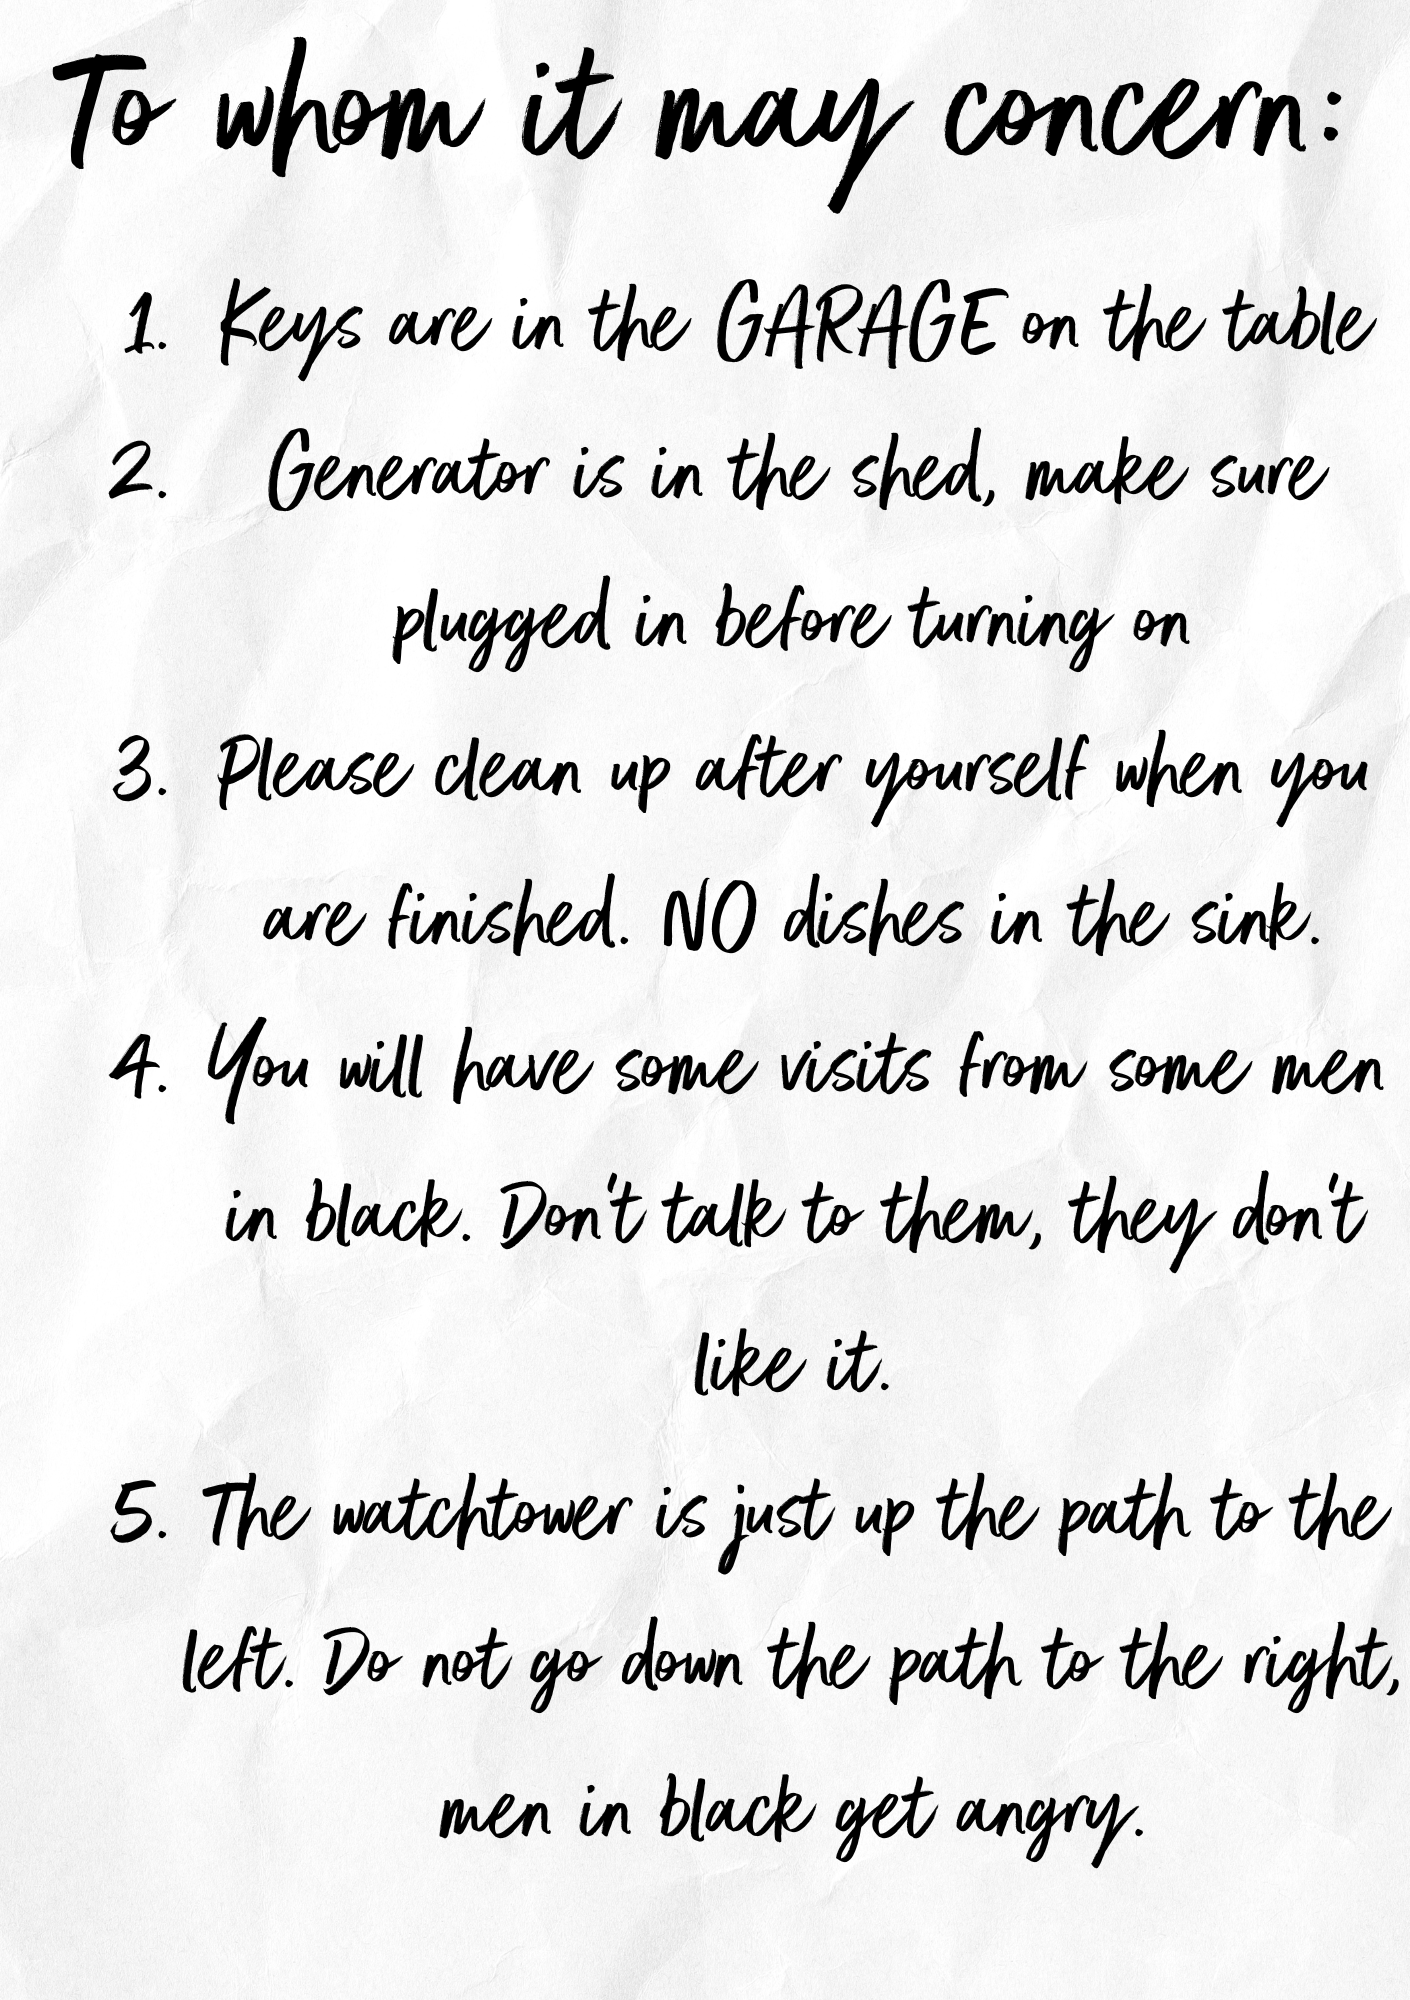 To whom it may concern:
1. Keys are in the GARAGE on the table
2. Generator is in the shed, make sure
plugged in before turning on
3. Please clean up after yourself when you
are finished. NO dishes in the sink.
4. You will have some visits from some men
in black. Don't talk to them, they don't
like it.
5. The watchtower is just up the path to the
left. Do not go down the path to the right,
men in black get angry.